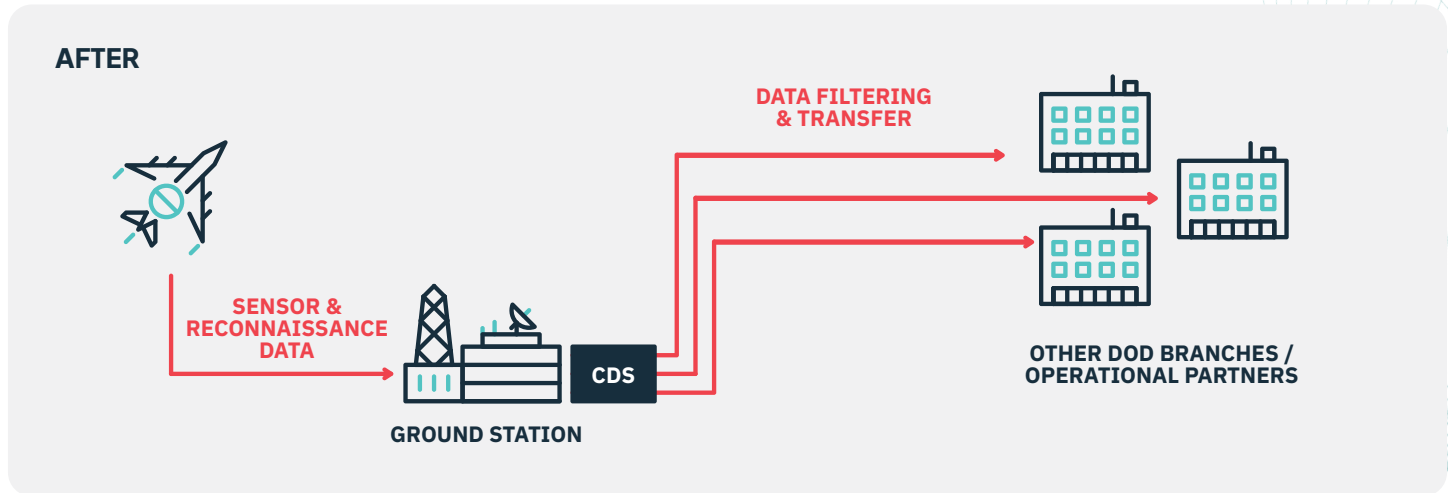 AFTER
DATA FILTERING
& TRANSFER
SENSOR &
RECONNAISSANCE
DATA
CDS
GROUND STATION
OTHER DOD BRANCHES /
OPERATIONAL PARTNERS